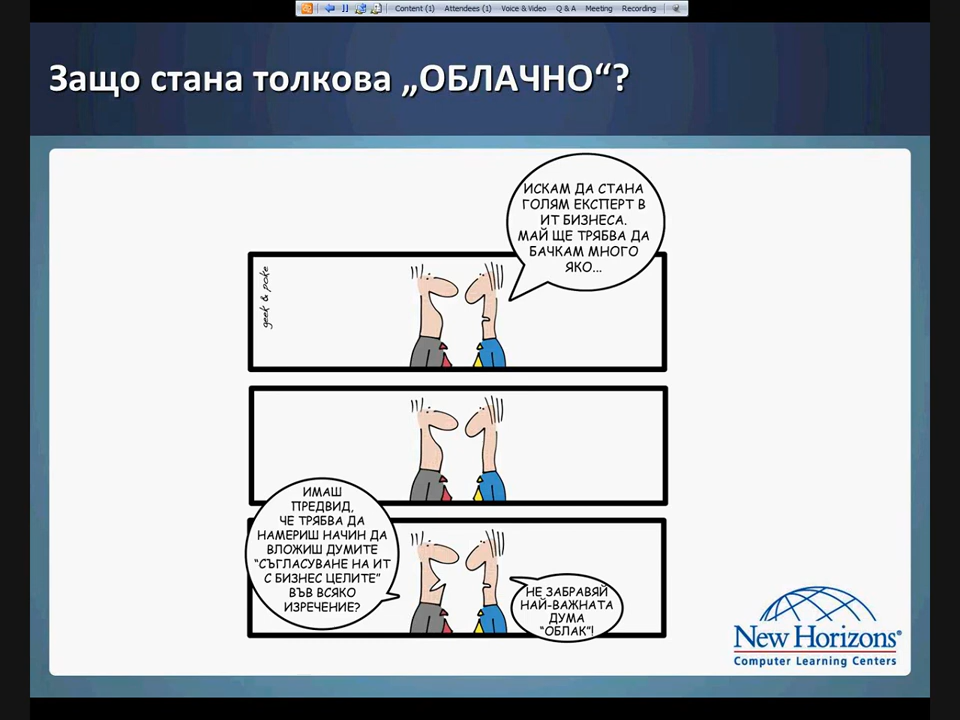 Content (1) Attendees (1) Voice & Video Q & A Meeting Recording
Защо стана толкова „ОБЛАЧНО“?
ИСКАМ ДА СТАНА
ГОЛЯМ ЕКСПЕРТ В
ИТ БИЗНЕСА.
МАЙ ЩЕ ТРЯБВА ДА
БАЧКАМ МНОГО
ЯКО...
geek & poke
ИМАШ
ПРЕДВИД,
ЧЕ ТРЯБВА ДА
НАМЕРИШ НАЧИН ДА
ВЛОЖИШ ДУМИТЕ
“СЪГЛАСУВАНЕ НА ИТ
С БИЗНЕС ЦЕЛИТЕ”
ВЪВ ВСЯКО
ИЗРЕЧЕНИЕ?
НЕ ЗАБРАВЯЙ
НАЙ-ВАЖНАТА
ДУМА
“ОБЛАК”!
New Horizons®
Computer Learning Centers